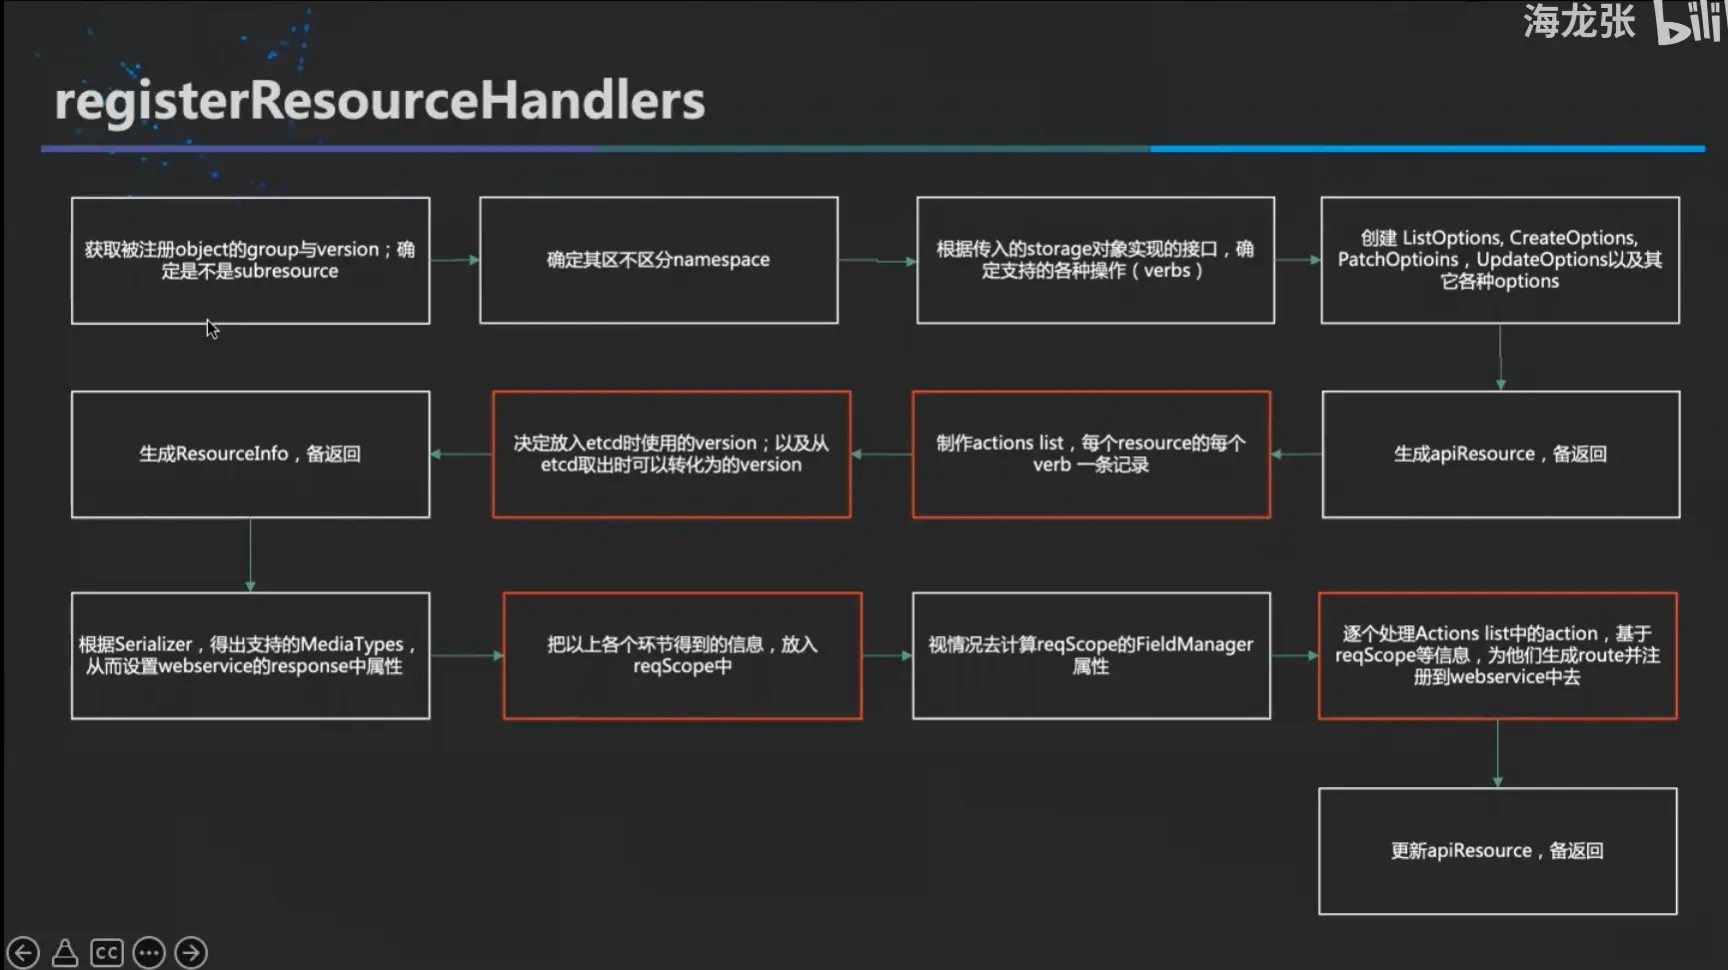 海龙张 bili
registerResourceHandlers
获取被注册object的group与version；确
定是不是subresource
确定其区不区分namespace
根据传入的storage对象实现的接口，确
定支持的各种操作（verbs）
创建 ListOptions, CreateOptions,
PatchOptioins，UpdateOptions以及其
它各种options
生成apiResource，备返回
制作actions list，每个resource的每个
verb 一条记录
决定放入etcd时使用的version；以及从
etcd取出时可以转化为的version
生成ResourceInfo，备返回
根据Serializer，得出支持的MediaTypes，
从而设置webservice的response中属性
把以上各个环节得到的信息，放入
reqScope中
视情况去计算reqScope的FieldManager
属性
逐个处理Actions list中的action，基于
reqScope等信息，为他们生成route并注
册到webservice中去
更新apiResource，备返回
CC